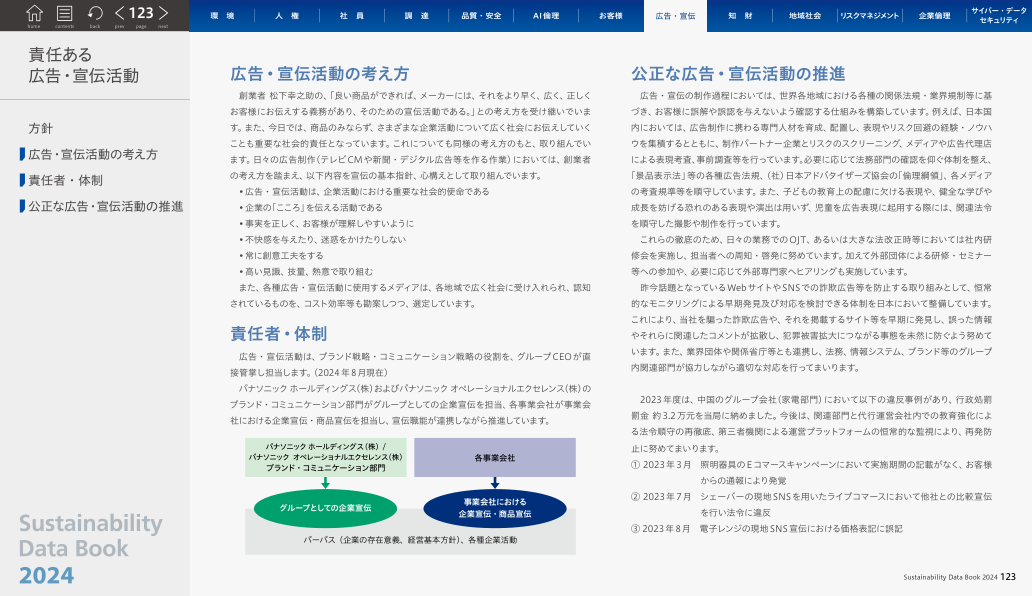 home contents back prev 123 page next
環 境 人 権 社 員 調 達 品質・安全 AI倫理 お客様 広告・宣伝 知 財 地域社会 リスクマネジメント 企業倫理 サイバー・データ
セキュリティ
責任ある
広告・宣伝活動
方針
広告・宣伝活動の考え方
責任者・体制
公正な広告・宣伝活動の推進
Sustainability
Data Book
2024
広告・宣伝活動の考え方
創業者 松下幸之助の、「良い商品ができれば、メーカーには、それをより早く、広く、正しく
お客様にお伝えする義務があり、そのための宣伝活動である。」との考え方を受け継いでいま
す。また、今日では、商品のみならず、さまざまな企業活動について広く社会にお伝えしていく
ことも重要な社会的責任となっています。これについても同様の考え方のもと、取り組んでい
ます。日々の広告制作(テレビCMや新聞・デジタル広告等を作る作業)においては、創業者
の考え方を踏まえ、以下内容を宣伝の基本指針、心構えとして取り組んでいます。
•広告・宣伝活動は、企業活動における重要な社会的使命である
•企業の「こころ」を伝える活動である
•事実を正しく、お客様が理解しやすいように
•不快感を与えたり、迷惑をかけたりしない
•常に創意工夫をする
•高い見識、技量、熱意で取り組む
また、各種広告・宣伝活動に使用するメディアは、各地域で広く社会に受け入れられ、認知
されているものを、コスト効率等も勘案しつつ、選定しています。
責任者・体制
広告・宣伝活動は、ブランド戦略・コミュニケーション戦略の役割を、グループCEOが直
接管掌し担当します。(2024年8月現在)
パナソニック ホールディングス(株)およびパナソニック オペレーショナルエクセレンス(株)の
ブランド・コミュニケーション部門がグループとしての企業宣伝を担当、各事業会社が事業会
社における企業宣伝・商品宣伝を担当し、宣伝職能が連携しながら推進しています。
パナソニック ホールディングス(株) /
パナソニック オペレーショナルエクセレンス(株)
ブランド・コミュニケーション部門
各事業会社
グループとしての企業宣伝
事業会社における
企業宣伝・商品宣伝
パーパス (企業の存在意義、経営基本方針)、各種企業活動
公正な広告・宣伝活動の推進
広告・宣伝の制作過程においては、世界各地域における各種の関係法規・業界規制等に基
づき、お客様に誤解や誤認を与えないよう確認する仕組みを構築しています。例えば、日本国
内においては、広告制作に携わる専門人材を育成、配置し、表現やリスク回避の経験・ノウハ
ウを集積するとともに、制作パートナー企業とリスクのスクリーニング、メディアや広告代理店
による表現考査、事前調査等を行っています。必要に応じて法務部門の確認を仰ぐ体制を整え、
「景品表示法」等の各種広告法規、(社)日本アドバタイザーズ協会の「倫理綱領」、各メディア
の考査規準等を順守しています。また、子どもの教育上の配慮に欠ける表現や、健全な学びや
成長を妨げる恐れのある表現や演出は用いず、児童を広告表現に起用する際には、関連法令
を順守した撮影や制作を行っています。
これらの徹底のため、日々の業務でのOJT、あるいは大きな法改正時等においては社内研
修会を実施し、担当者への周知・啓発に努めています。加えて外部団体による研修・セミナー
等への参加や、必要に応じて外部専門家へヒアリングも実施しています。
昨今話題となっているWebサイトやSNSでの詐欺広告等を防止する取り組みとして、恒常
的なモニタリングによる早期発見及び対応を検討できる体制を日本において整備しています。
これにより、当社を騙った詐欺広告や、それを掲載するサイト等を早期に発見し、誤った情報
やそれらに関連したコメントが拡散し、犯罪被害拡大につながる事態を未然に防ぐよう努めて
います。また、業界団体や関係省庁等とも連携し、法務、情報システム、ブランド等のグループ
内関連部門が協力しながら適切な対応を行ってまいります。
2023年度は、中国のグループ会社(家電部門)において以下の違反事例があり、行政処罰
罰金 約3.2万元を当局に納めました。今後は、関連部門と代行運営会社内での教育強化によ
る法令順守の再徹底、第三者機関による運営プラットフォームの恒常的な監視により、再発防
止に努めてまいります。
① 2023年3月 照明器具のEコマースキャンペーンにおいて実施期間の記載がなく、お客様
からの通報により発覚
② 2023年7月 シェーバーの現地SNSを用いたライブコマースにおいて他社との比較宣伝
を行い法令に違反
③ 2023年8月 電子レンジの現地SNS宣伝における価格表記に誤記
Sustainability Data Book 2024 123